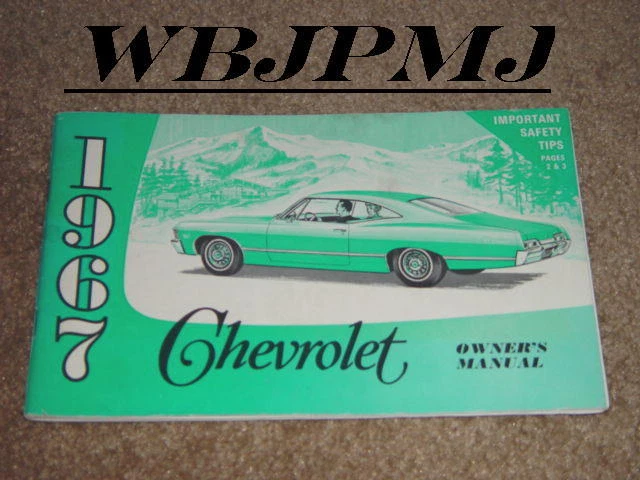 WBJPMJ
1967
IMPORTANT
SAFETY
TIPS
PAGES
2 & 3
Chevrolet
OWNER'S
MANUAL